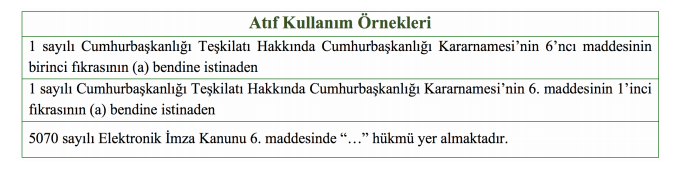 Atıf Kullanım Örnekleri
1 sayılı Cumhurbaşkanlığı Teşkilatı Hakkında Cumhurbaşkanlığı Kararnamesi’nin 6’ncı maddesinin
birinci fıkrasının (a) bendine istinaden
1 sayılı Cumhurbaşkanlığı Teşkilatı Hakkında Cumhurbaşkanlığı Kararnamesi’nin 6. maddesinin 1’inci
fıkrasının (a) bendine istinaden
5070 sayılı Elektronik İmza Kanunu 6. maddesinde “…” hükmü yer almaktadır.